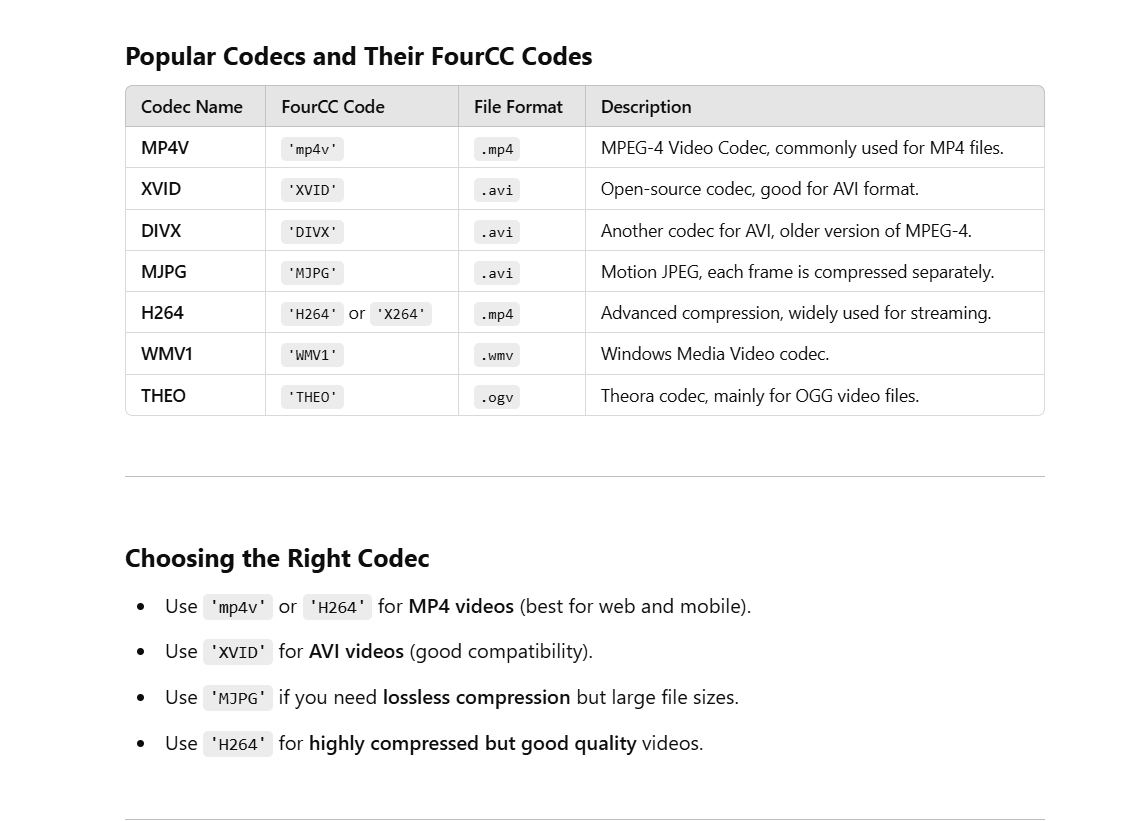 Popular Codecs and Their FourCC Codes
Codec Name FourCC Code File Format Description
MP4V 'mp4v' .mp4 MPEG-4 Video Codec, commonly used for MP4 files.
XVID 'XVID' .avi Open-source codec, good for AVI format.
DIVX 'DIVX' .avi Another codec for AVI, older version of MPEG-4.
MJPG 'MJPG' .avi Motion JPEG, each frame is compressed separately.
H264 'H264' or 'X264' .mp4 Advanced compression, widely used for streaming.
WMV1 'WMV1' .wmv Windows Media Video codec.
THEO 'THEO' .ogv Theora codec, mainly for OGG video files.
Choosing the Right Codec
• Use 'mp4v' or 'H264' for MP4 videos (best for web and mobile).
• Use 'XVID' for AVI videos (good compatibility).
• Use 'MJPG' if you need lossless compression but large file sizes.
• Use 'H264' for highly compressed but good quality videos.